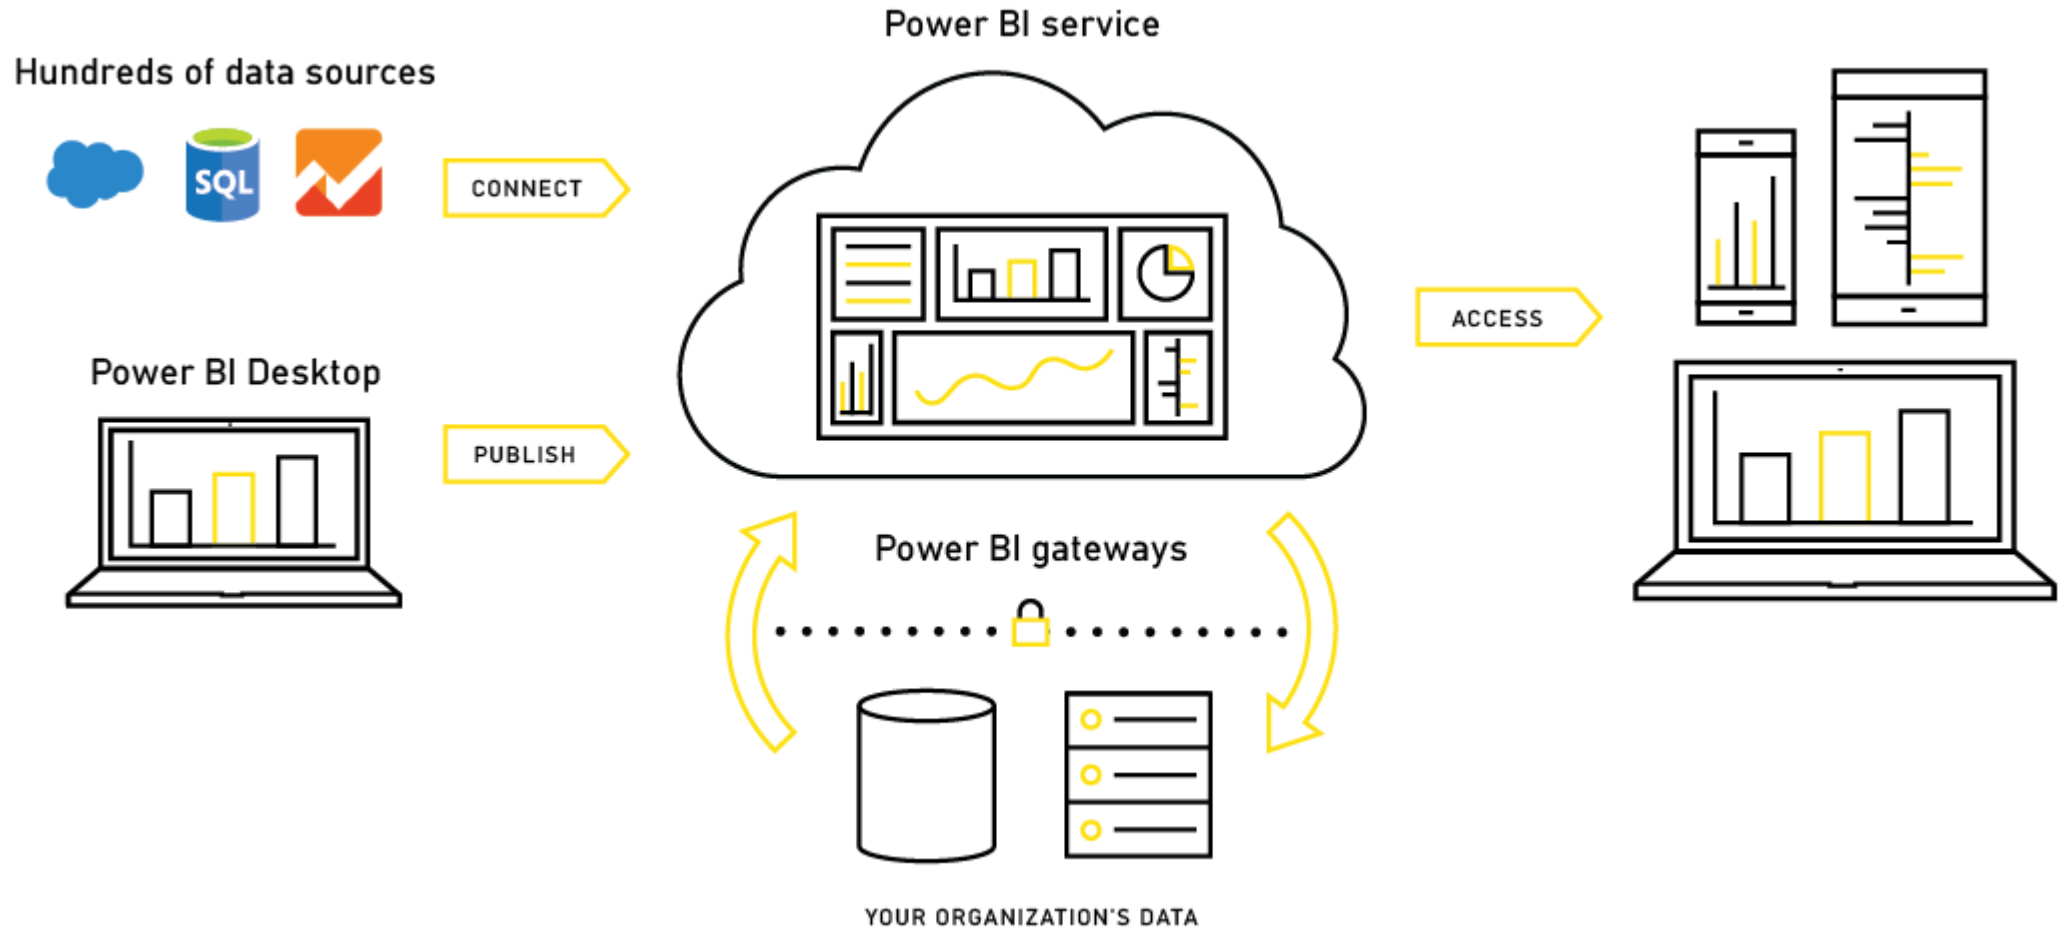 Power BI service
Hundreds of data sources
SQL
CONNECT
ACCESS
Power BI Desktop
PUBLISH
Power BI gateways
YOUR ORGANIZATION'S DATA